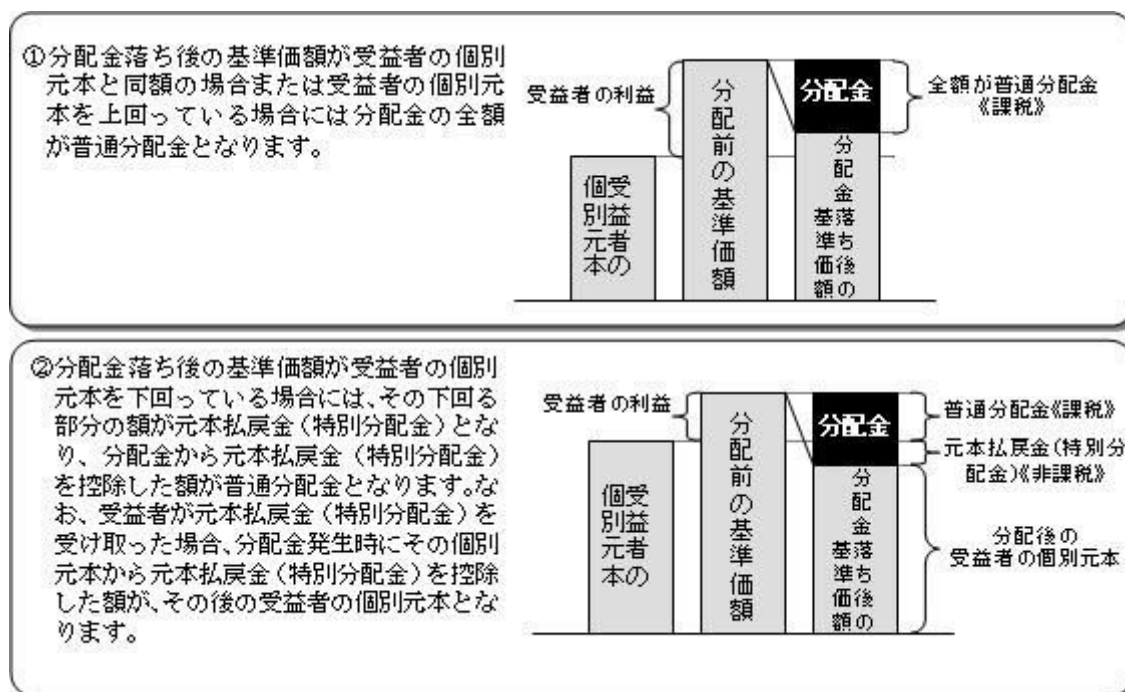 ①分配金落ち後の基準価額が受益者の個別
元本と同額の場合または受益者の個別元
本を上回っている場合には分配金の全額
が普通分配金となります。
受益者の利益
受益者の
個別元本
分配前の基準価額
分配金
分配金落ち後の
基準価額
全額が普通分配金
《課税》
②分配金落ち後の基準価額が受益者の個別
元本を下回っている場合には、その下回る
部分の額が元本払戻金(特別分配金)とな
り、分配金から元本払戻金(特別分配金)
を控除した額が普通分配金となります。な
お、受益者が元本払戻金(特別分配金)を
受け取った場合、分配金発生時にその個別
元本から元本払戻金(特別分配金)を控除
した額が、その後の受益者の個別元本とな
ります。
受益者の利益
受益者の
個別元本
分配前の基準価額
分配金
分配金落ち後の
基準価額
普通分配金《課税》
元本払戻金(特別分
配金)《非課税》
分配後の
受益者の個別元本